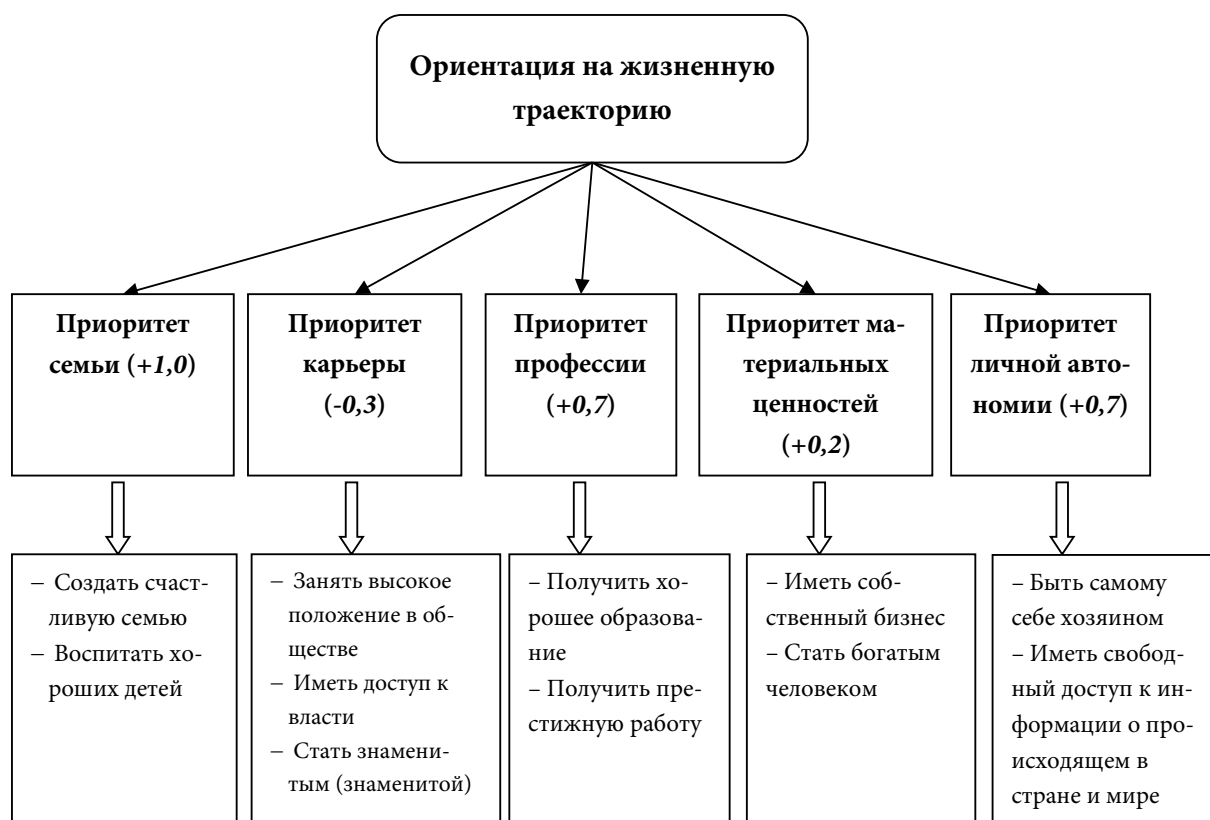 Ориентация на жизненную
траекторию
Приоритет
семьи (+1,0)
Приоритет
карьеры
(-0,3)
Приоритет
профессии
(+0,7)
Приоритет ма-
териальных
ценностей
(+0,2)
Приоритет
личной авто-
номии (+0,7)
– Создать счаст-
ливую семью
– Воспитать хо-
роших детей
– Занять высокое
положение в об-
ществе
– Иметь доступ к
власти
– Стать знамени-
тым (знаменитой)
– Получить хо-
рошее образова-
ние
– Получить пре-
стижную работу
– Иметь соб-
ственный бизнес
– Стать богатым
человеком
– Быть самому
себе хозяином
– Иметь свобод-
ный доступ к ин-
формации о про-
исходящем в
стране и мире